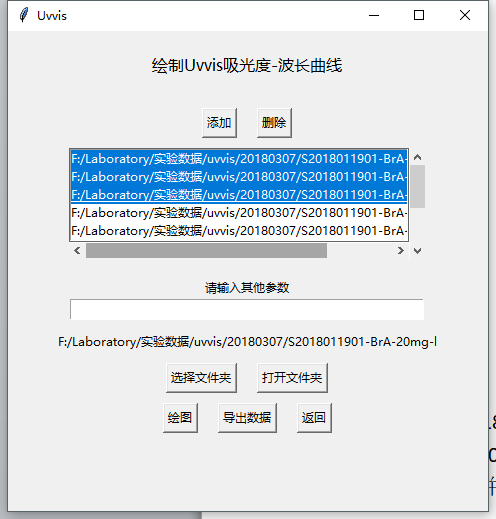 Uvvis
绘制Uvvis吸光度-波长曲线
添加 删除
F:/Laboratory/实验数据/uvvis/20180307/S2018011901-BrA-
F:/Laboratory/实验数据/uvvis/20180307/S2018011901-BrA-
F:/Laboratory/实验数据/uvvis/20180307/S2018011901-BrA-
F:/Laboratory/实验数据/uvvis/20180307/S2018011901-BrA-
F:/Laboratory/实验数据/uvvis/20180307/S2018011901-BrA-
请输入其他参数
F:/Laboratory/实验数据/uvvis/20180307/S2018011901-BrA-20mg-l
选择文件夹 打开文件夹
绘图 导出数据 返回